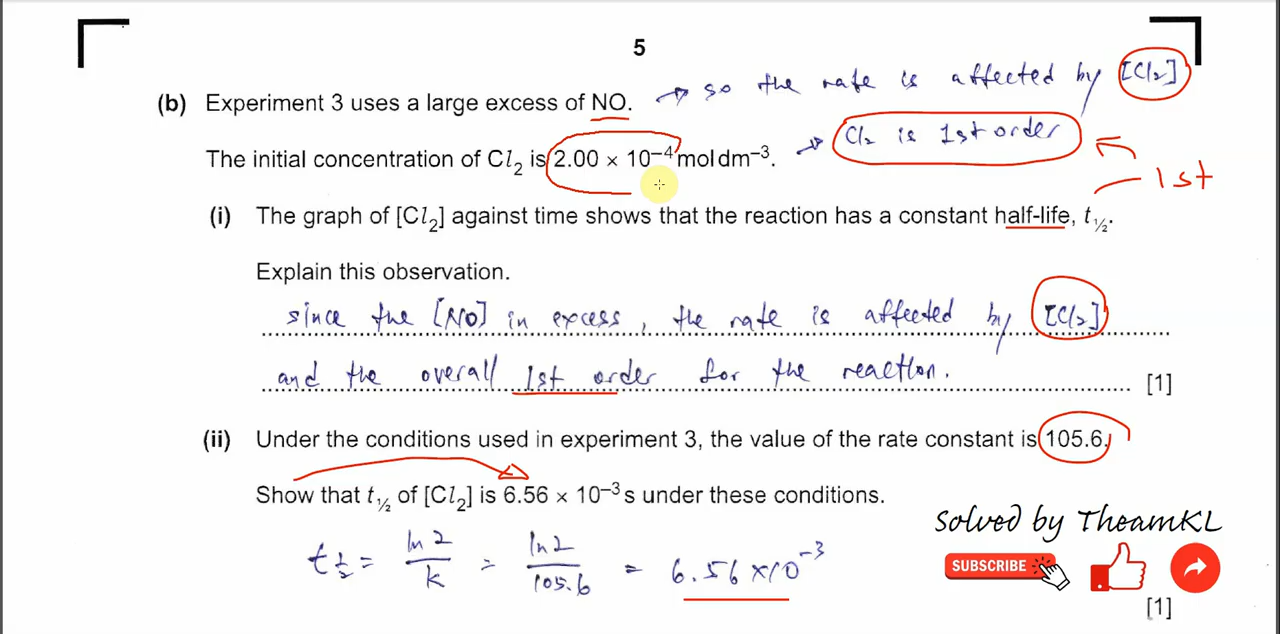 5
→ so the rate is affected by [Cl₂]
(b) Experiment 3 uses a large excess of NO.
→ Cl₂ is 1st order
The initial concentration of Cl₂ is 2.00 × 10⁻⁴ mol dm⁻³.
1st
(i) The graph of [Cl₂] against time shows that the reaction has a constant half-life, t½.
Explain this observation.
since the [NO] in excess, the rate is affected by [Cl₂]
and the overall 1st order for the reaction.
[1]
(ii) Under the conditions used in experiment 3, the value of the rate constant is 105.6.
Show that t½ of [Cl₂] is 6.56 × 10⁻³ s under these conditions.
Solved by TheamKL
t½ = ln 2 / k = ln 2 / 105.6 = 6.56 × 10⁻³
SUBSCRIBE
[1]